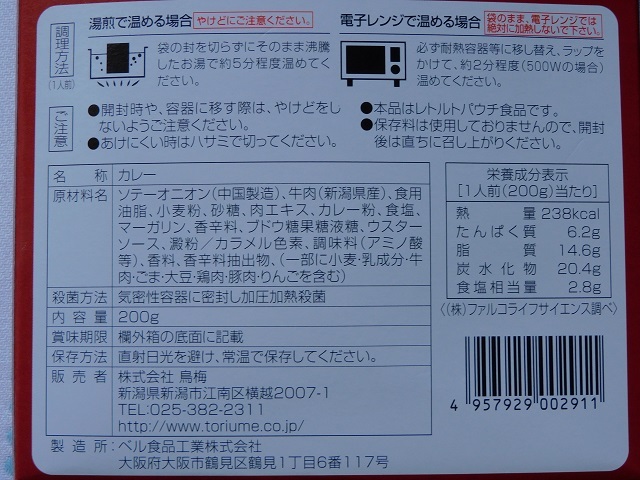 調理方法
(1人前)
湯煎で温める場合 やけどにご注意ください。
袋の封を切らずにそのまま沸騰
したお湯で約5分程度温めてく
ださい。
電子レンジで温める場合 袋のまま、電子レンジでは
絶対に加熱しないで下さい。
必ず耐熱容器等に移し替え、ラップを
かけて、約2分程度(500Wの場合)
温めてください。
ご注意
●開封時や、容器に移す際は、やけどをし
ないようご注意ください。
●あけにくい時はハサミで切ってください。
●本品はレトルトパウチ食品です。
●保存料は使用しておりませんので、開封
後は直ちに召し上がりください。
名称 カレー
原材料名 ソテーオニオン(中国製造)、牛肉(新潟県産)、食用
油脂、小麦粉、砂糖、肉エキス、カレー粉、食塩、
マーガリン、香辛料、ブドウ糖果糖液糖、ウスター
ソース、澱粉／カラメル色素、調味料(アミノ酸
等)、香料、香辛料抽出物、(一部に小麦・乳成分・牛
肉・ごま・大豆・鶏肉・豚肉・りんごを含む)
殺菌方法 気密性容器に密封し加圧加熱殺菌
内容量 200g
賞味期限 欄外箱の底面に記載
保存方法 直射日光を避け、常温で保存してください。
販売者 株式会社 鳥梅
新潟県新潟市江南区横越2007-1
TEL:025-382-2311
http://www.toriume.co.jp/
製造所:ベル食品工業株式会社
大阪府大阪市鶴見区鶴見1丁目6番117号
栄養成分表示
[1人前(200g)当たり]
熱量 238kcal
たんぱく質 6.2g
脂質 14.6g
炭水化物 20.4g
食塩相当量 2.8g
〈(株)ファルコライフサイエンス調べ〉
4 957929 002911